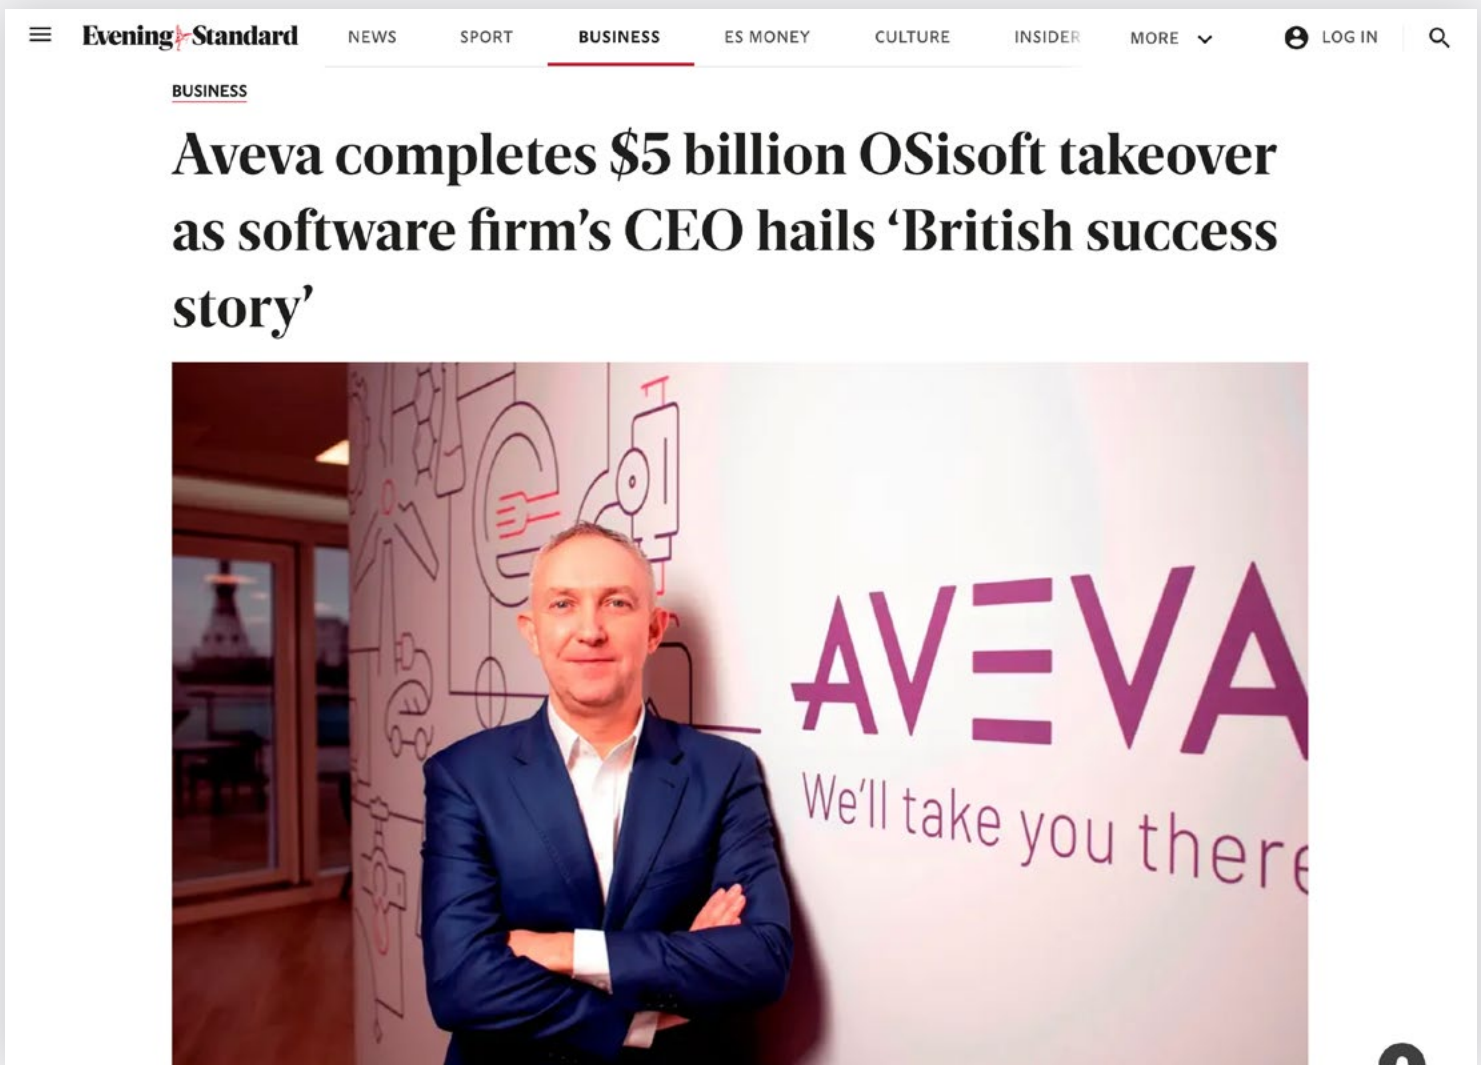 Evening Standard NEWS SPORT BUSINESS ES MONEY CULTURE INSIDER MORE LOG IN
BUSINESS
Aveva completes $5 billion OSisoft takeover
as software firm's CEO hails ‘British success
story’
AVEVA
We'll take you there